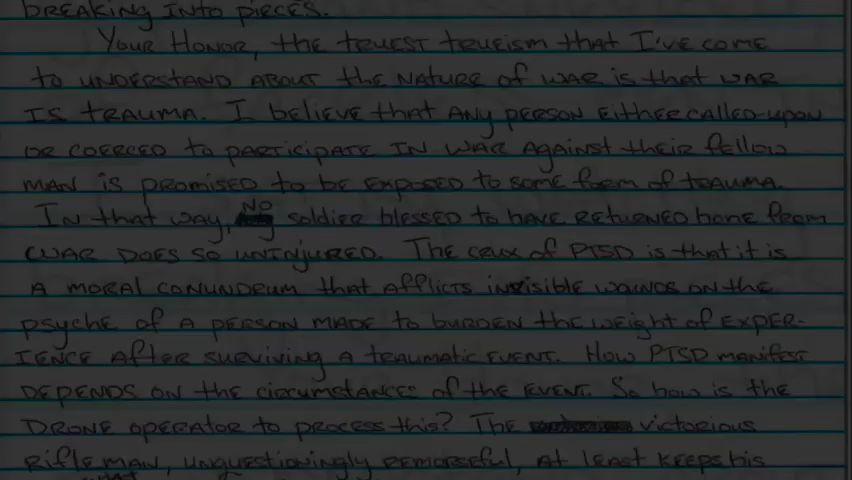 BREAKING INTO PIECES.
YOUR HONOR, the truest trueism that I've come
to UNDERSTAND ABOUT the NATURE of WAR is that WAR
IS TRAUMA. I believe that ANY PERSON EITHER CALLED-UPON
OR COERCED to PARTICIPATE IN WAR AGAINST their fellow
MAN is PROMISED to be EXPOSED to some form of TRAUMA.
In that way, NO soldier blessed to have RETURNED home from
WAR DOES SO UNINJURED. The crux of PTSD is that it is
A MORAL CONUNDRUM that AFFLICTS invisible wounds on the
psyche of A PERSON MADE to BURDEN the weight of EXPER-
IENCE AFTER SURVIVING A TRAUMATIC EVENT. How PTSD MANIFEST
DEPENDS ON the circumstances of the EVENT. So how is the
DRONE OPERATOR to PROCESS this? The victorious
Rifleman, unquestioningly remorseful, at least keeps his